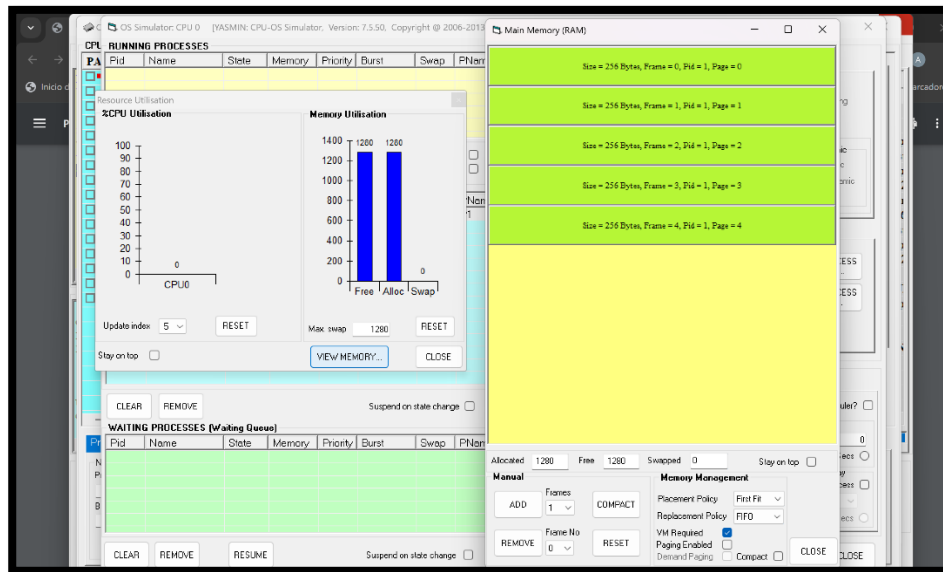 OS Simulator: CPU 0 [YASMIN: CPU-OS Simulator, Version: 7.5.50, Copyright @ 2006-2013
CPU RUNNING PROCESSES
PA Pid Name State Memory Priority Burst Swap PNam
Inicio d
Resource Utilisation
%CPU Utilisation
100
90
80
70
60
50
40
30
20
10
0
0
CPU0
Update index 5 RESET
Stay on top
Memory Utilisation
1400
1200
1000
800
600
400
200
0
1280 1280
0
Free Alloc Swap
Max. swap 1280 RESET
VIEW MEMORY... CLOSE
CLEAR REMOVE Suspend on state change
WAITING PROCESSES (Waiting Queue)
Pid Name State Memory Priority Burst Swap PNam
CLEAR REMOVE RESUME Suspend on state change
Main Memory (RAM)
Size = 256 Bytes, Frame = 0, Pid = 1, Page = 0
Size = 256 Bytes, Frame = 1, Pid = 1, Page = 1
Size = 256 Bytes, Frame = 2, Pid = 1, Page = 2
Size = 256 Bytes, Frame = 3, Pid = 1, Page = 3
Size = 256 Bytes, Frame = 4, Pid = 1, Page = 4
Allocated 1280 Free 1280 Swapped 0 Stay on top
Manual
ADD Frames 1 COMPACT
REMOVE Frame No 0 RESET
Memory Management
Placement Policy First Fit
Replacement Policy FIFO
VM Required
Paging Enabled
Demand Paging Compact
CLOSE